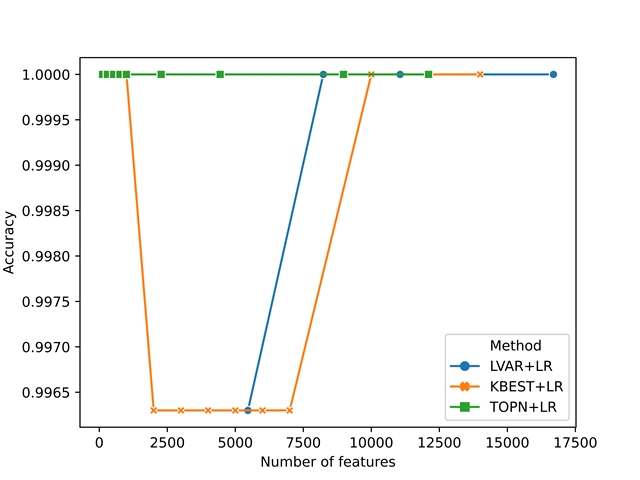 1.0000
0.9995
0.9990
0.9985
0.9980
0.9975
0.9970
0.9965
Accuracy
Method
LVAR+LR
KBEST+LR
TOPN+LR
0 2500 5000 7500 10000 12500 15000 17500
Number of features